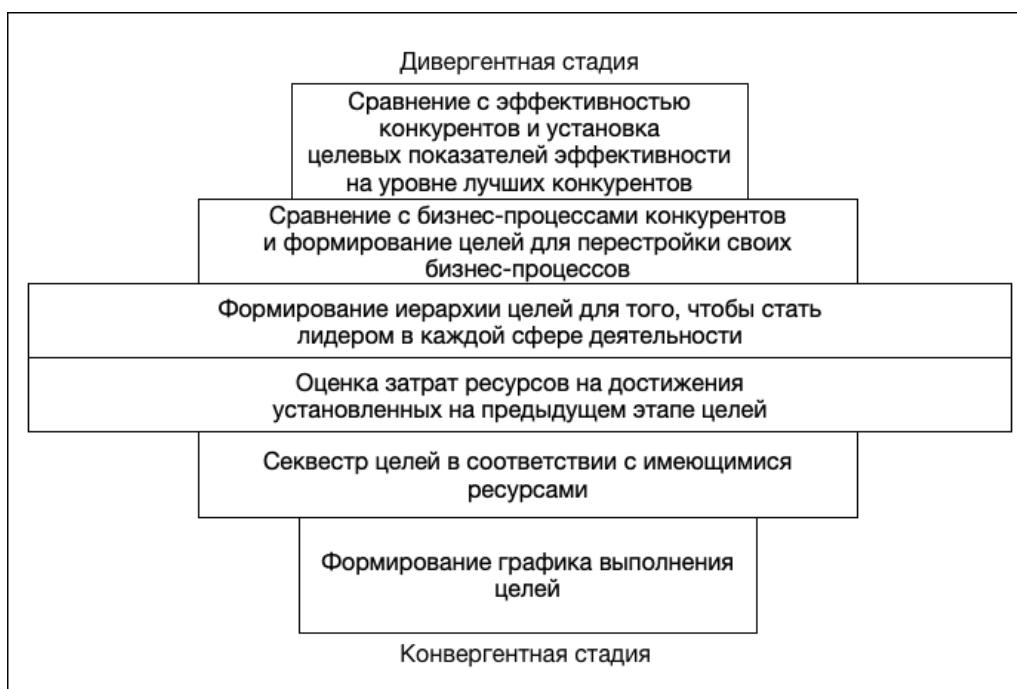 Дивергентная стадия
Сравнение с эффективностью
конкурентов и установка
целевых показателей эффективности
на уровне лучших конкурентов
Сравнение с бизнес-процессами конкурентов
и формирование целей для перестройки своих
бизнес-процессов
Формирование иерархии целей для того, чтобы стать
лидером в каждой сфере деятельности
Оценка затрат ресурсов на достижения
установленных на предыдущем этапе целей
Секвестр целей в соответствии с имеющимися
ресурсами
Формирование графика выполнения
целей
Конвергентная стадия